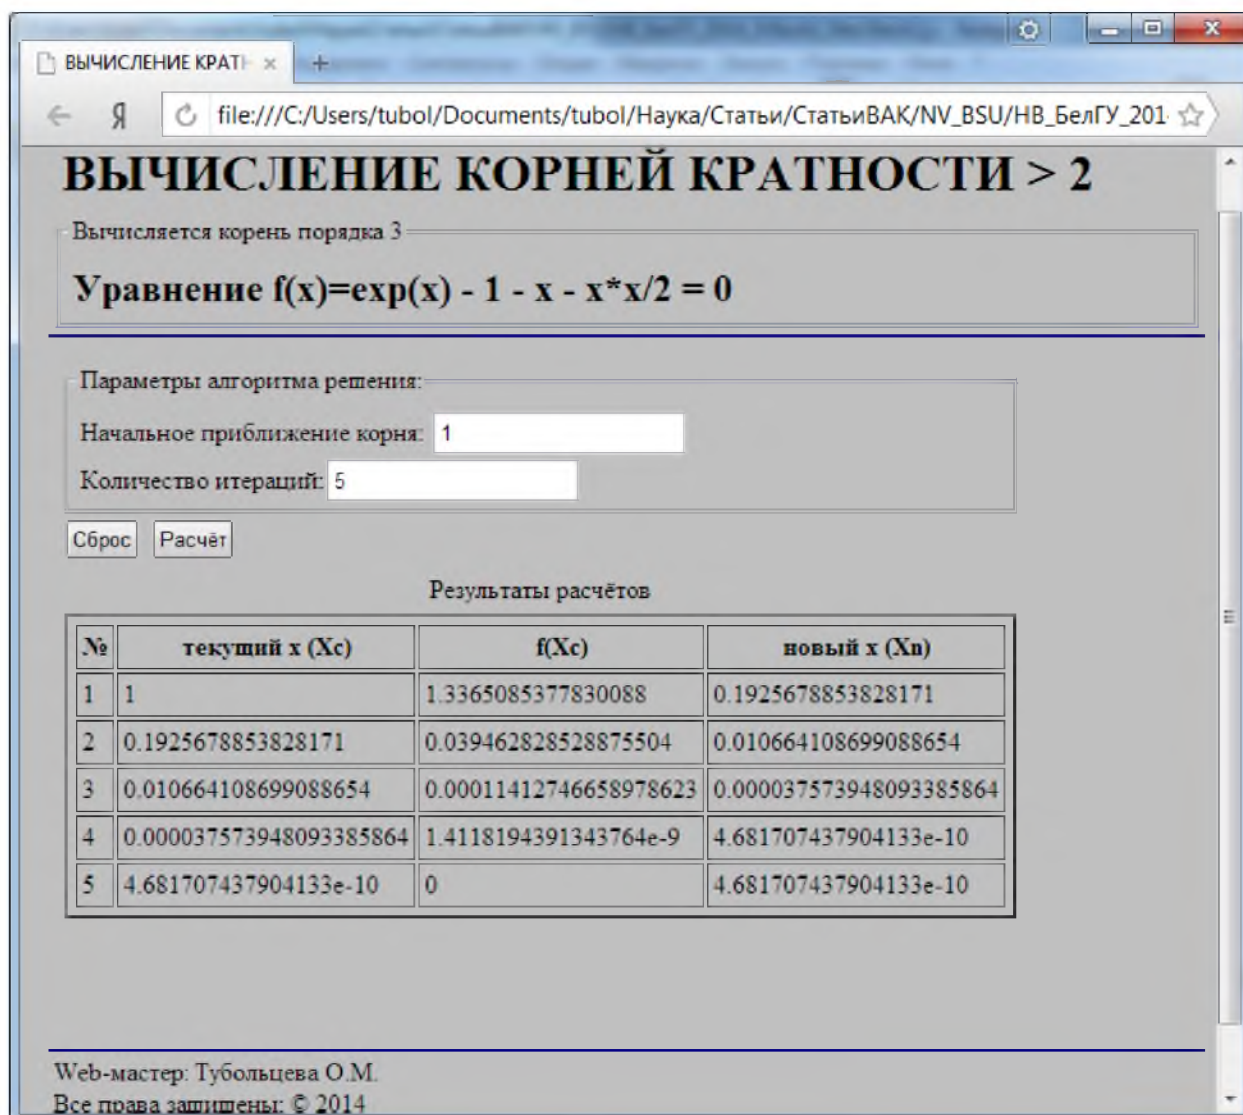 ВЫЧИСЛЕНИЕ КРАТН
file:///C:/Users/tubol/Documents/tubol/Наука/Статьи/СтатьиВАК/NV_BSU/НВ_БелГУ_201
ВЫЧИСЛЕНИЕ КОРНЕЙ КРАТНОСТИ > 2
Вычисляется корень порядка 3
Уравнение f(x)=exp(x) - 1 - x - x*x/2 = 0
Параметры алгоритма решения:
Начальное приближение корня: 1
Количество итераций: 5
Сброс Расчёт
Результаты расчётов
№ текущий x (Xc) f(Xc) новый x (Xn)
1 1 1.3365085377830088 0.1925678853828171
2 0.1925678853828171 0.039462828528875504 0.010664108699088654
3 0.010664108699088654 0.00011412746658978623 0.000037573948093385864
4 0.000037573948093385864 1.4118194391343764e-9 4.681707437904133e-10
5 4.681707437904133e-10 0 4.681707437904133e-10
Web-мастер: Тубольцева О.М.
Все права защищены: © 2014